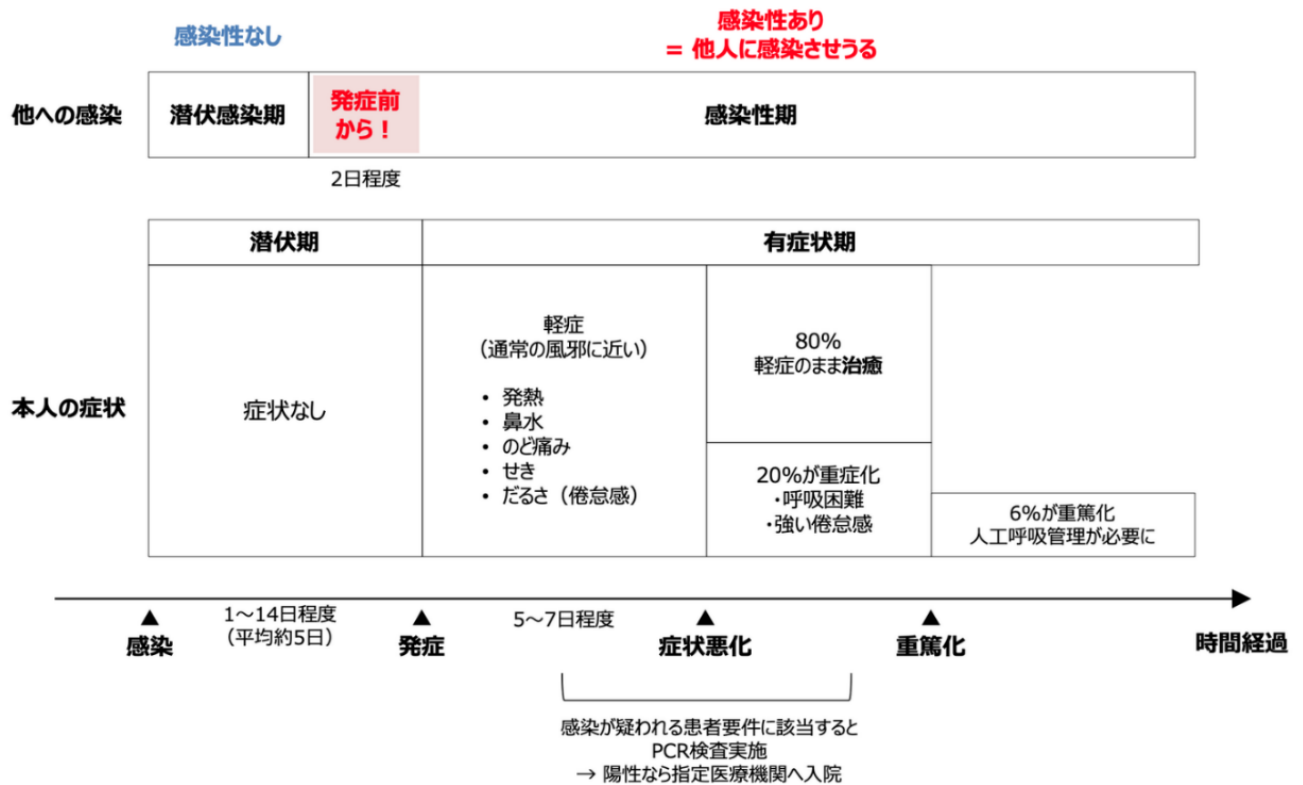 感染性なし
感染性あり
= 他人に感染させうる
他への感染
潜伏感染期
発症前
から！
感染性期
2日程度
潜伏期
有症状期
本人の症状
症状なし
軽症
（通常の風邪に近い）
• 発熱
• 鼻水
• のど痛み
• せき
• だるさ（倦怠感）
80%
軽症のまま治癒
20%が重症化
・呼吸困難
・強い倦怠感
6%が重篤化
人工呼吸管理が必要に
1～14日程度
（平均約5日）
5～7日程度
▲
感染
▲
発症
▲
症状悪化
▲
重篤化
時間経過
感染が疑われる患者要件に該当すると
PCR検査実施
→ 陽性なら指定医療機関へ入院